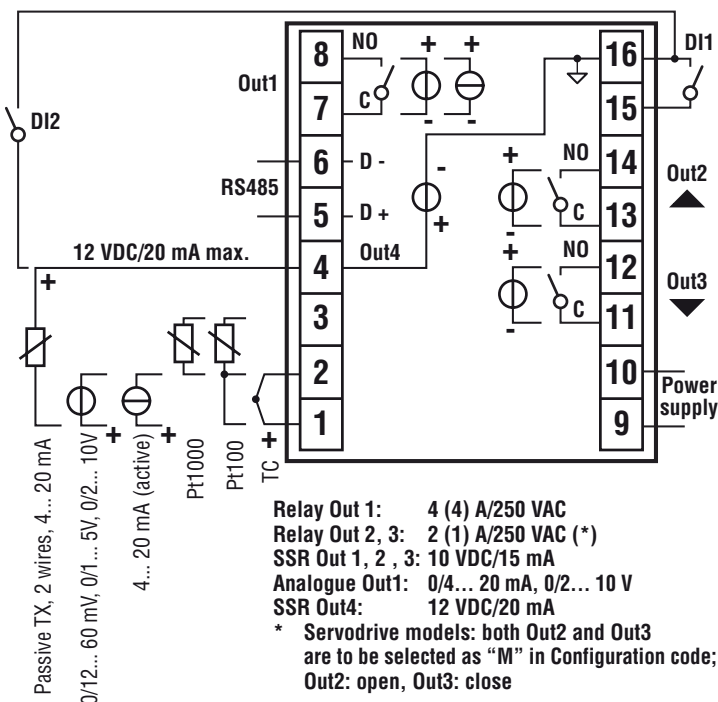 8 NO + + 16 DI1
Out1
7 C - - 15
DI2
6 D - - + NO 14 Out2
RS485
5 D + + - C 13
12 VDC/20 mA max. 4 Out4 + NO 12
+
3 - C 11 Out3
2 10 Power
supply
1 9
+ + +
Passive TX, 2 wires, 4... 20 mA
0/12... 60 mV, 0/1... 5V, 0/2... 10V
4... 20 mA (active)
Pt1000
Pt100
TC
Relay Out 1: 4 (4) A/250 VAC
Relay Out 2, 3: 2 (1) A/250 VAC (*)
SSR Out 1, 2 , 3: 10 VDC/15 mA
Analogue Out1: 0/4... 20 mA, 0/2... 10 V
SSR Out4: 12 VDC/20 mA
* Servodrive models: both Out2 and Out3
are to be selected as “M” in Configuration code;
Out2: open, Out3: close